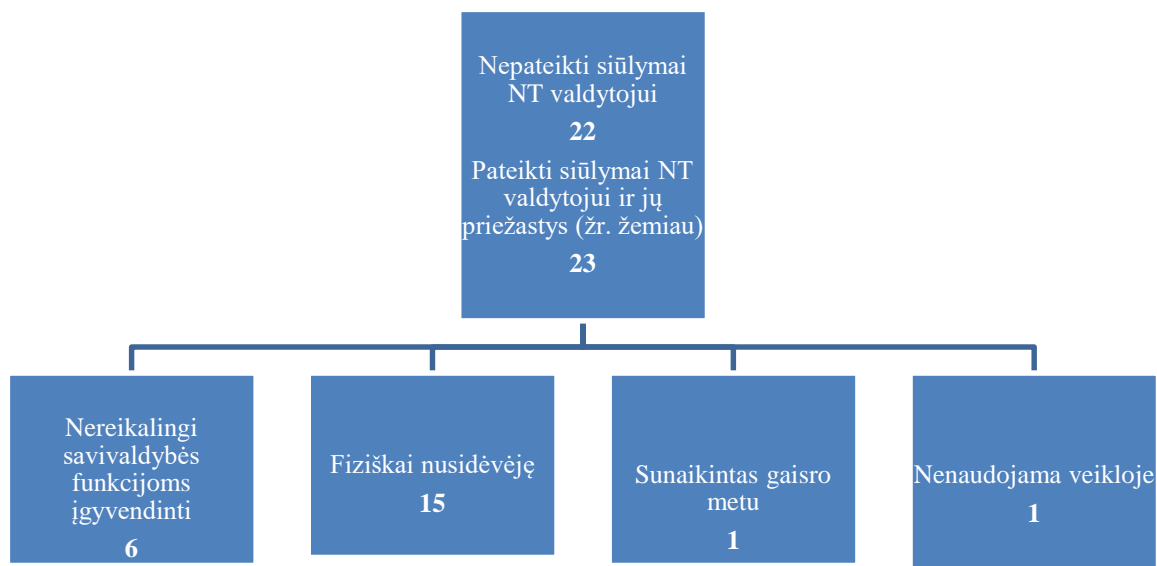 Nepateikti siūlymai
NT valdytojui
22
Pateikti siūlymai NT
valdytojui ir jų
priežastys (žr. žemiau)
23
Nereikalingi
savivaldybės
funkcijoms
įgyvendinti
6
Fiziškai nusidėvėję
15
Sunaikintas gaisro
metu
1
Nenaudojama veikloje
1